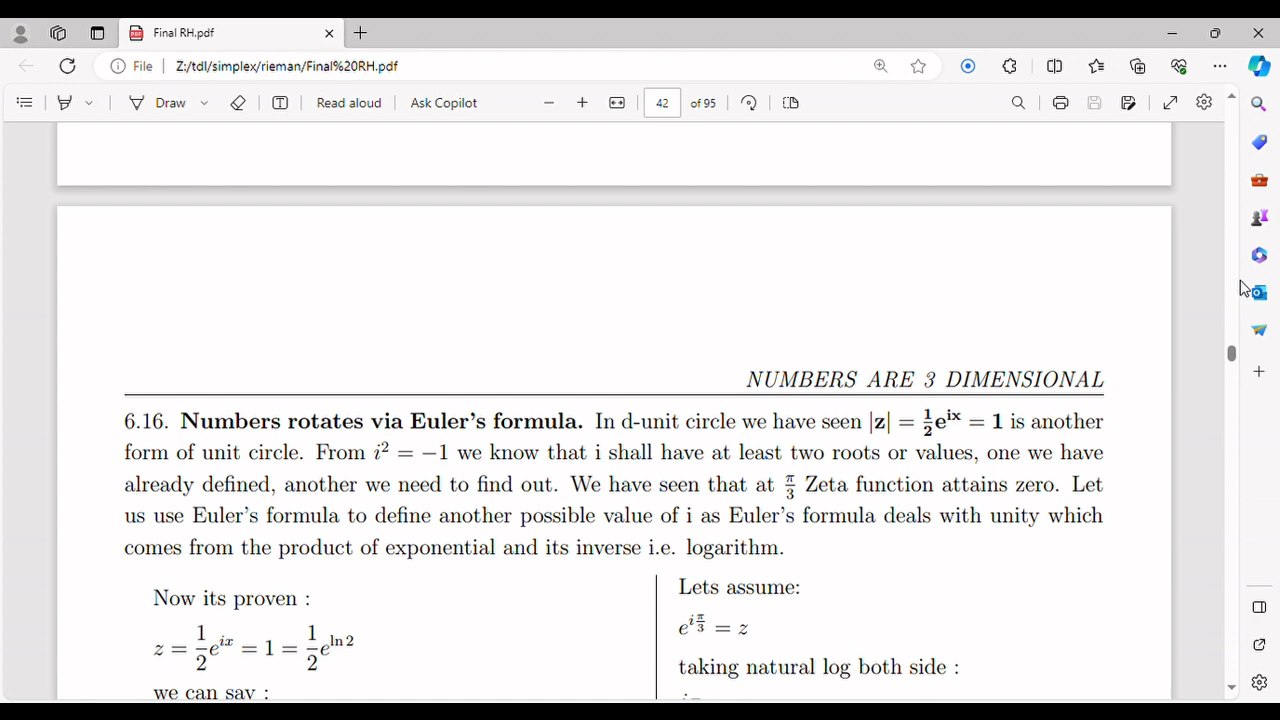 Final RH.pdf
File | Z:/tdl/simplex/rieman/Final%20RH.pdf
Draw Read aloud Ask Copilot 42 of 95
NUMBERS ARE 3 DIMENSIONAL
6.16. Numbers rotates via Euler's formula. In d-unit circle we have seen |z| = 1/2 e^{ix} = 1 is another
form of unit circle. From i² = −1 we know that i shall have at least two roots or values, one we have
already defined, another we need to find out. We have seen that at π/3 Zeta function attains zero. Let
us use Euler's formula to define another possible value of i as Euler's formula deals with unity which
comes from the product of exponential and its inverse i.e. logarithm.
Now its proven :
z = 1/2 e^{ix} = 1 = 1/2 e^{ln 2}
we can say :
Lets assume:
e^{i π/3} = z
taking natural log both side :